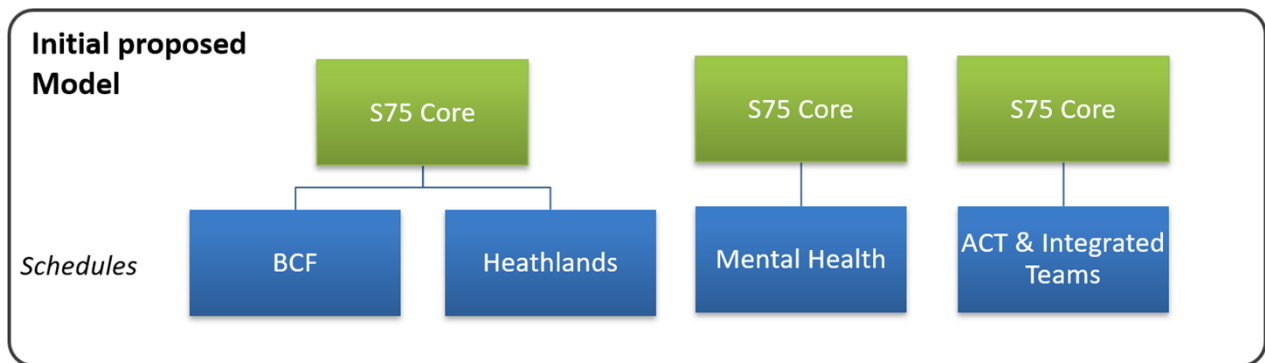 Initial proposed
Model
S75 Core
S75 Core
S75 Core
Schedules
BCF
Heathlands
Mental Health
ACT & Integrated
Teams